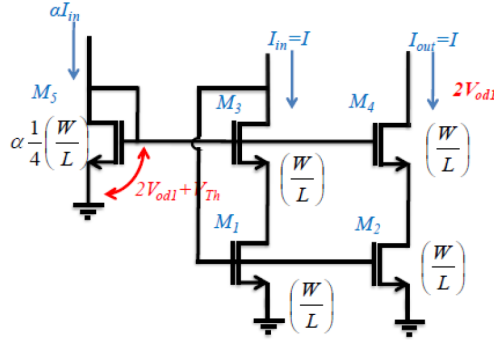 αI_in
I_in=I
I_out=I
2V_od1
M_5
M_3
M_4
α 1/4 (W/L)
(W/L)
(W/L)
2V_od1+V_Th
M_1
M_2
(W/L)
(W/L)